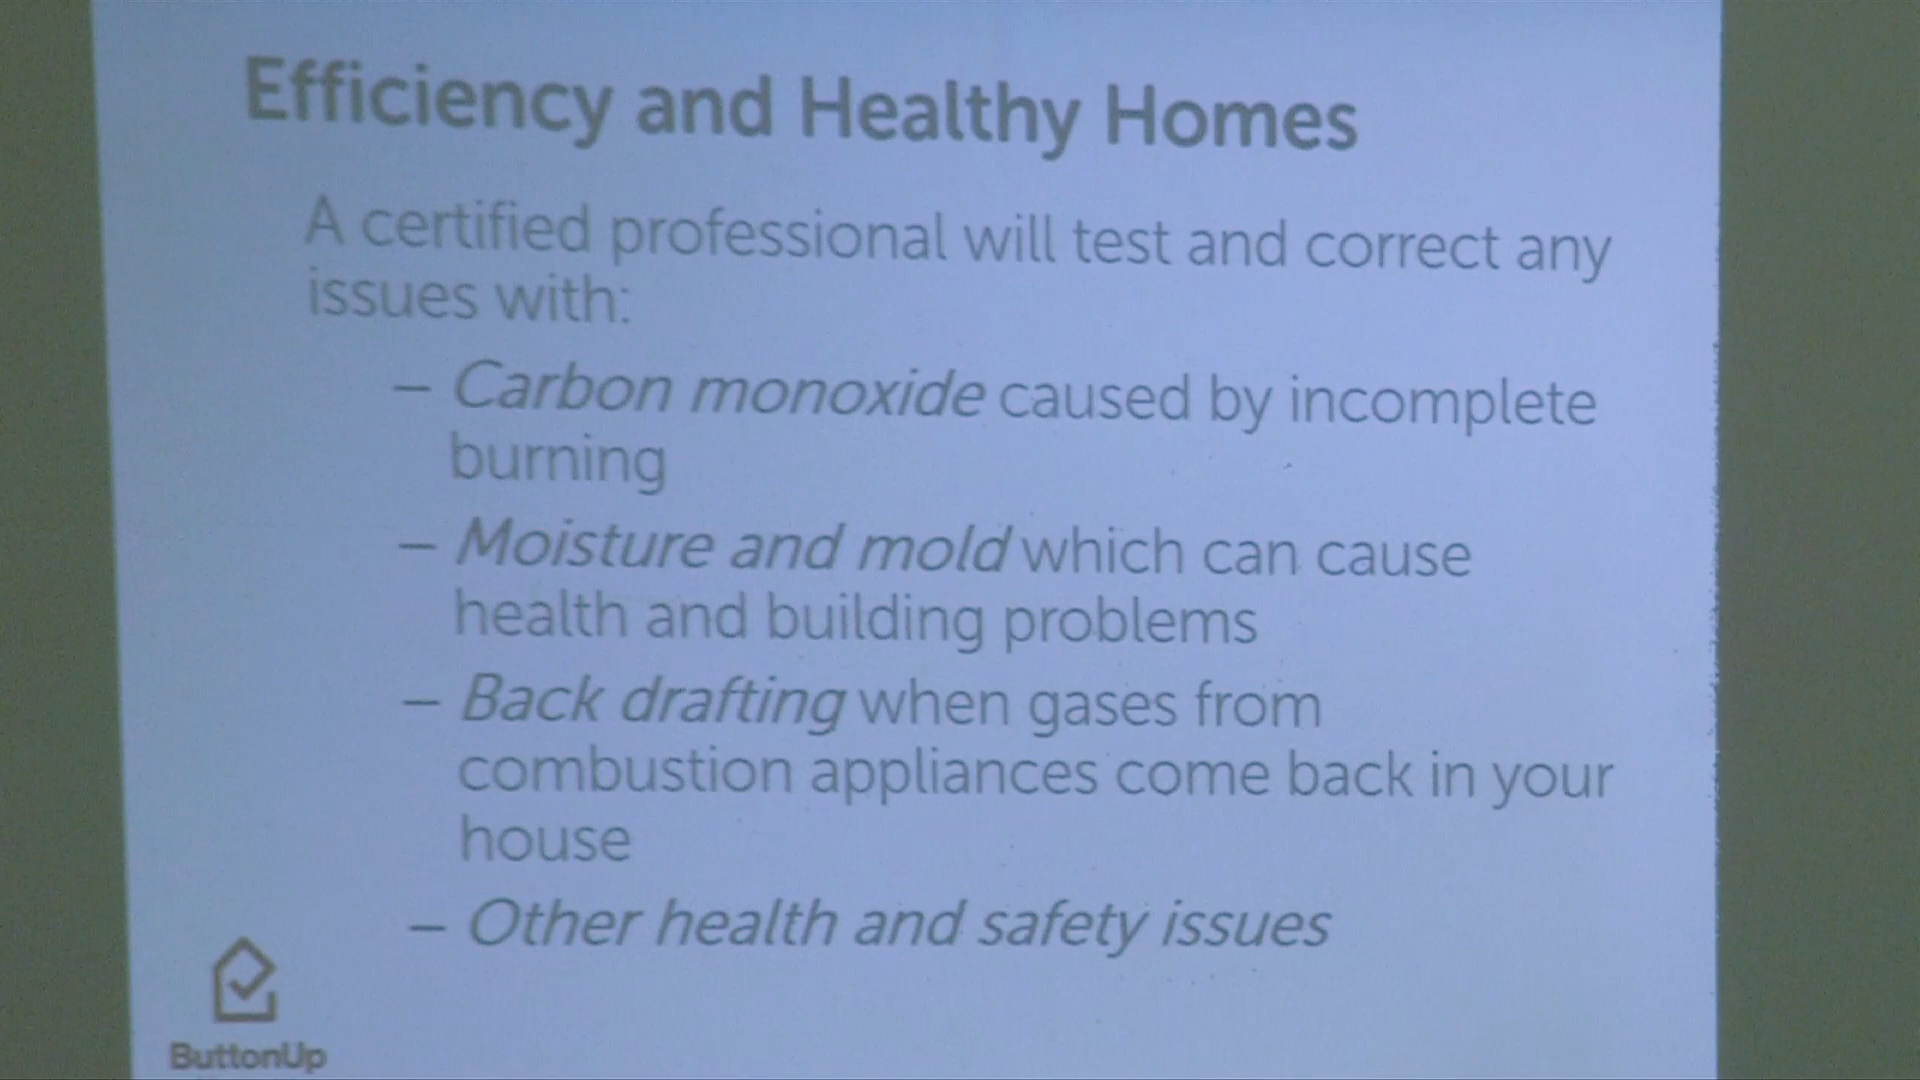 Efficiency and Healthy Homes
A certified professional will test and correct any
issues with:
– Carbon monoxide caused by incomplete
burning
– Moisture and mold which can cause
health and building problems
– Back drafting when gases from
combustion appliances come back in your
house
– Other health and safety issues
ButtonUp